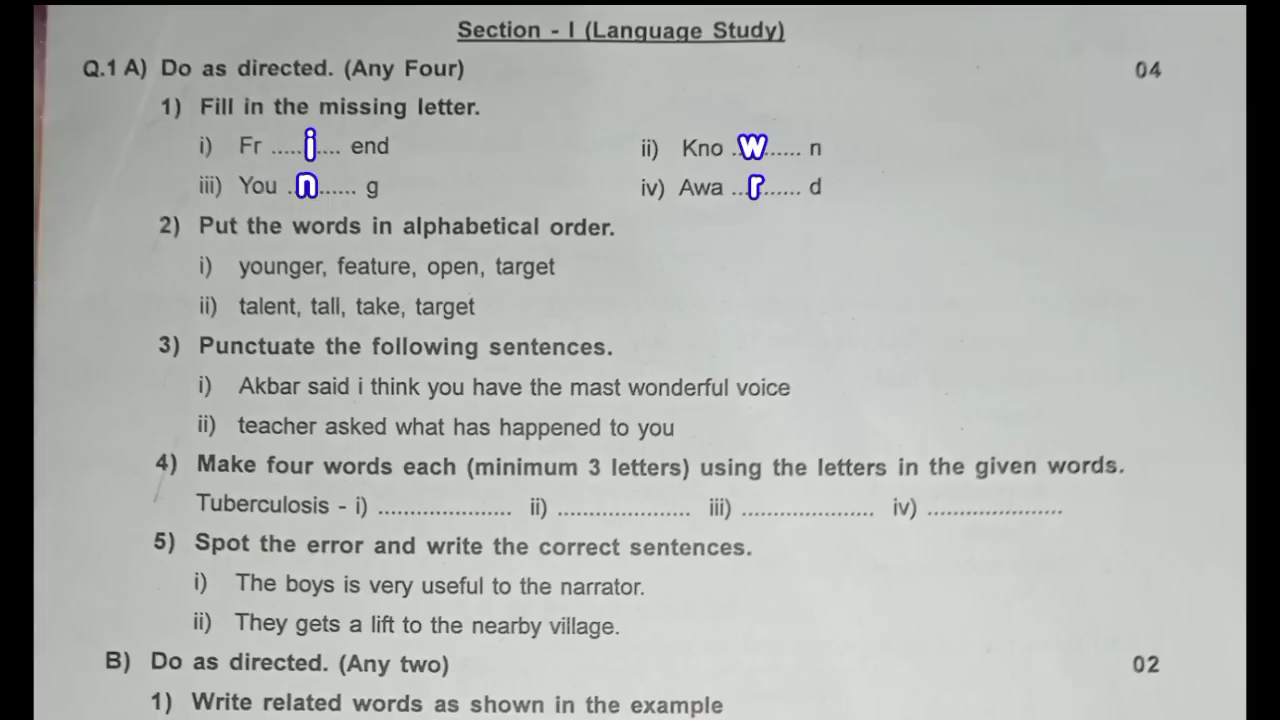 Section - I (Language Study)
Q.1 A) Do as directed. (Any Four) 04
1) Fill in the missing letter.
i) Fr .....i.... end ii) Kno ..w...... n
iii) You ..n...... g iv) Awa ...r...... d
2) Put the words in alphabetical order.
i) younger, feature, open, target
ii) talent, tall, take, target
3) Punctuate the following sentences.
i) Akbar said i think you have the mast wonderful voice
ii) teacher asked what has happened to you
4) Make four words each (minimum 3 letters) using the letters in the given words.
Tuberculosis - i) ..................... ii) ..................... iii) ..................... iv) .....................
5) Spot the error and write the correct sentences.
i) The boys is very useful to the narrator.
ii) They gets a lift to the nearby village.
B) Do as directed. (Any two) 02
1) Write related words as shown in the example